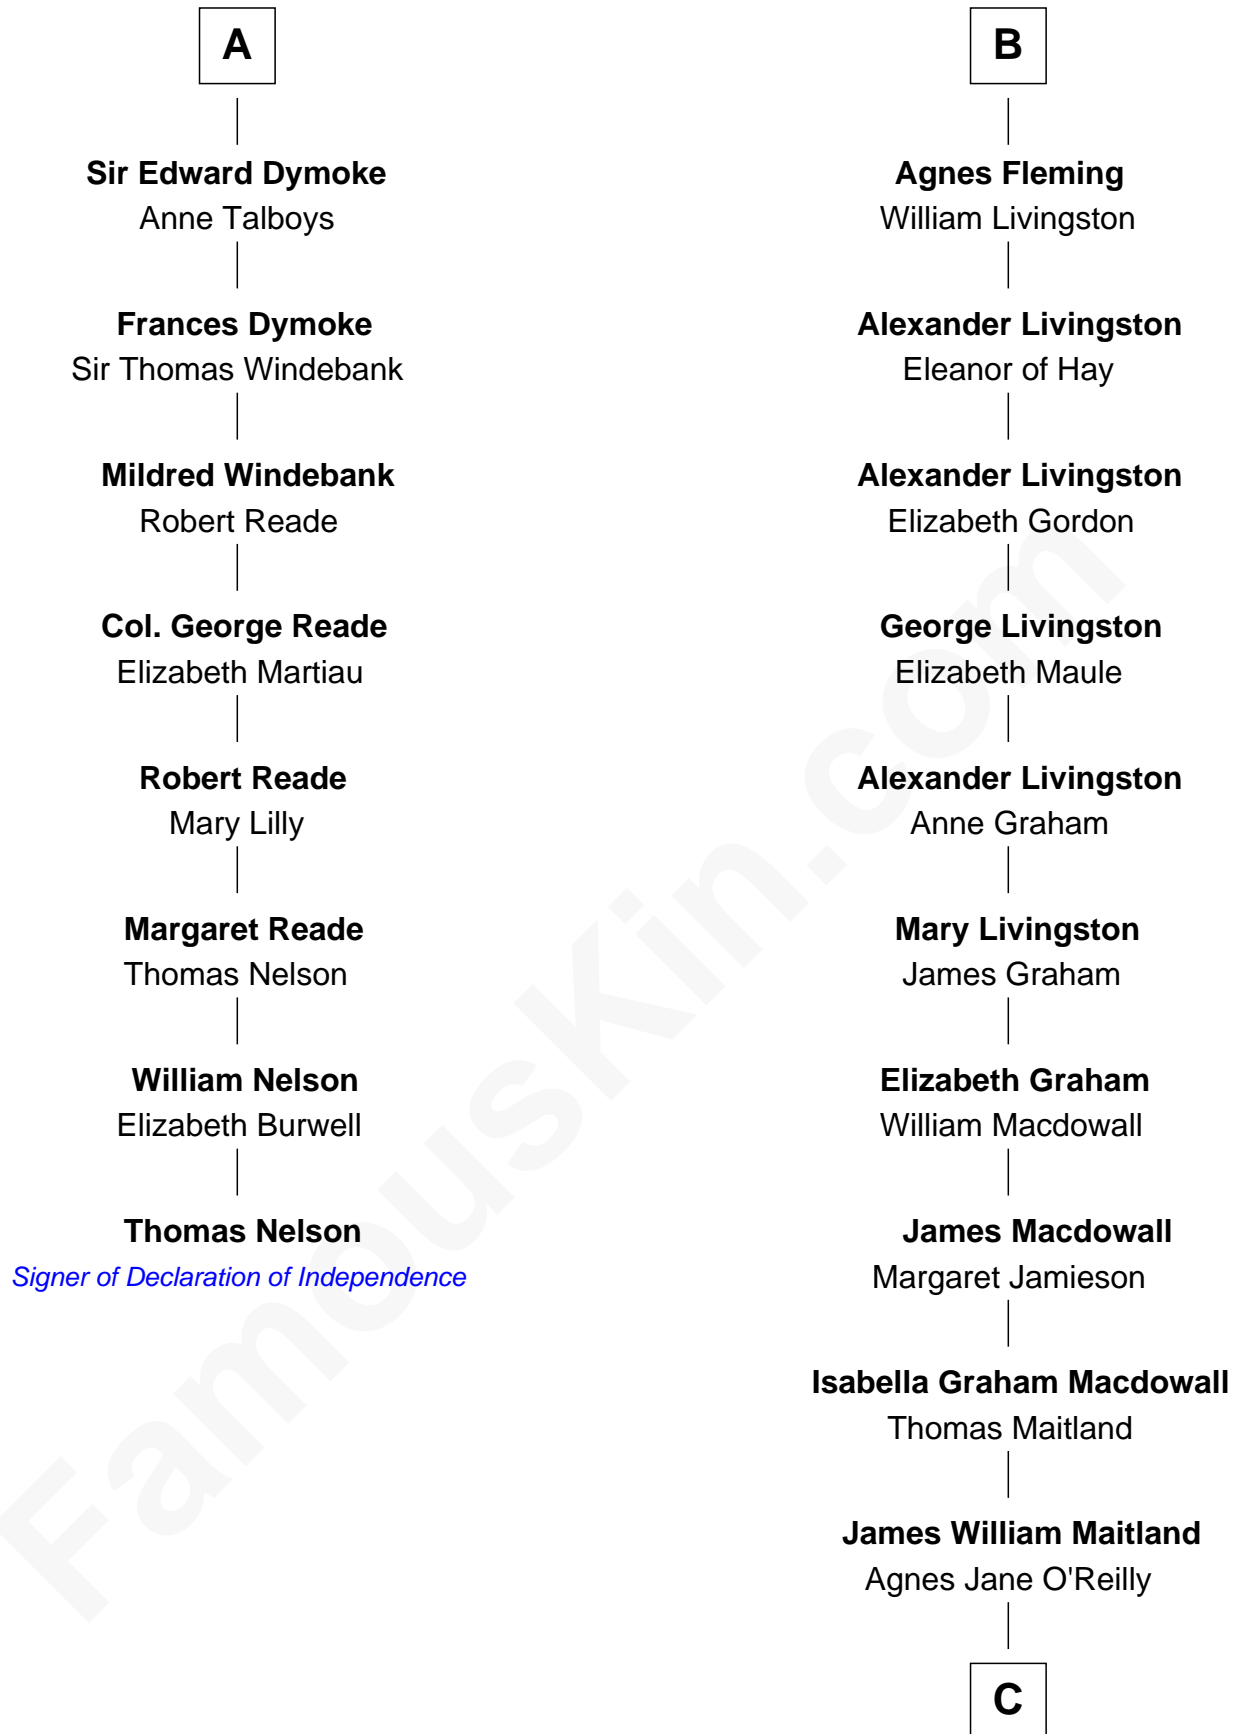 A
Sir Edward Dymoke
Anne Talboys
Frances Dymoke
Sir Thomas Windebank
Mildred Windebank
Robert Reade
Col. George Reade
Elizabeth Martiau
Robert Reade
Mary Lilly
Margaret Reade
Thomas Nelson
William Nelson
Elizabeth Burwell
Thomas Nelson
Signer of Declaration of Independence
B
Agnes Fleming
William Livingston
Alexander Livingston
Eleanor of Hay
Alexander Livingston
Elizabeth Gordon
George Livingston
Elizabeth Maule
Alexander Livingston
Anne Graham
Mary Livingston
James Graham
Elizabeth Graham
William Macdowall
James Macdowall
Margaret Jamieson
Isabella Graham Macdowall
Thomas Maitland
James William Maitland
Agnes Jane O'Reilly
C
FamousKin.com